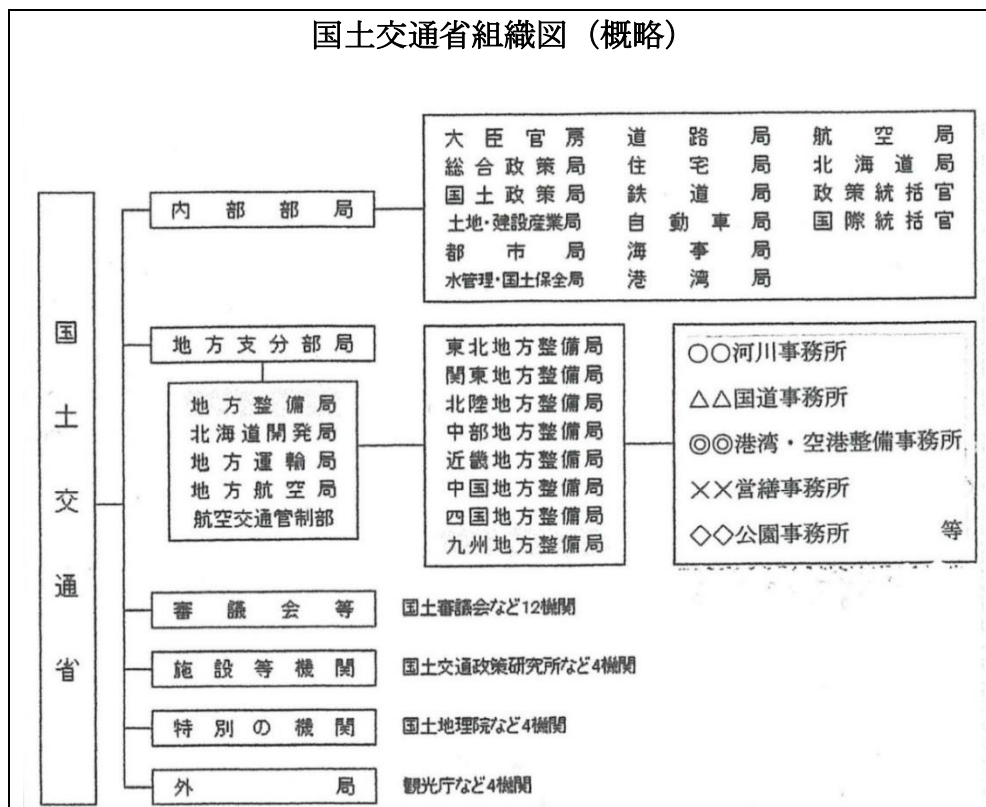 国土交通省組織図（概略）
国土交通省
内部部局
大臣官房 道路局 航空局
総合政策局 住宅局 北海道局
国土政策局 鉄道局 政策統括官
土地・建設産業局 自動車局 国際統括官
都市局 海事局
水管理・国土保全局 港湾局
地方支分部局
地方整備局
北海道開発局
地方運輸局
地方航空局
航空交通管制部
東北地方整備局
関東地方整備局
北陸地方整備局
中部地方整備局
近畿地方整備局
中国地方整備局
四国地方整備局
九州地方整備局
○○河川事務所
△△国道事務所
◎◎港湾・空港整備事務所
××営繕事務所
◇◇公園事務所 等
審議会等 国土審議会など12機関
施設等機関 国土交通政策研究所など4機関
特別の機関 国土地理院など4機関
外局 観光庁など4機関